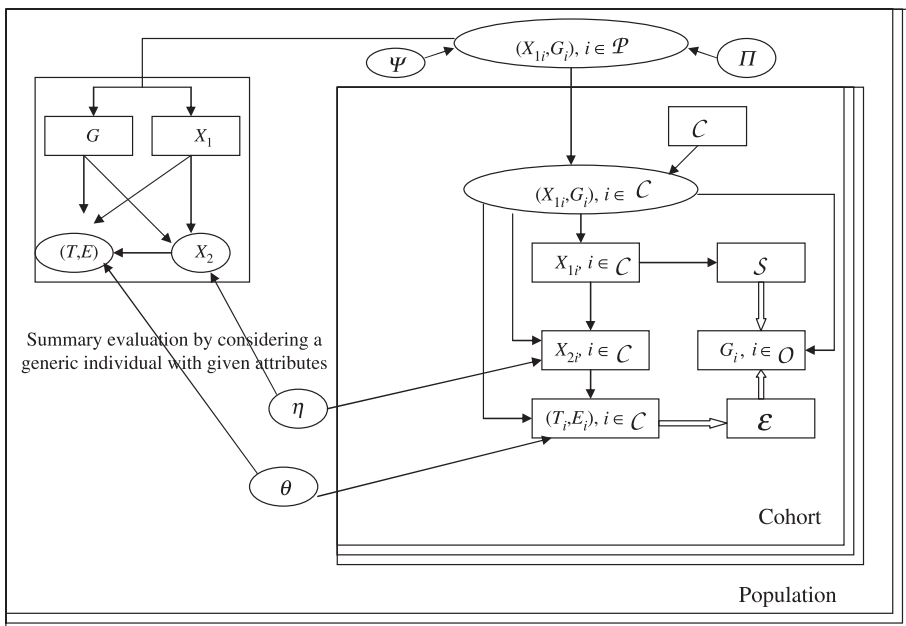 (X₁ᵢ,Gᵢ), i ∈ 𝒫
Ψ
Π
G
X₁
𝒞
(X₁ᵢ,Gᵢ), i ∈ 𝒞
(T,E)
X₂
X₁ᵢ, i ∈ 𝒞
𝒮
Summary evaluation by considering a
generic individual with given attributes
X₂ᵢ, i ∈ 𝒞
Gᵢ, i ∈ 𝒪
η
(Tᵢ,Eᵢ), i ∈ 𝒞
ℰ
θ
Cohort
Population